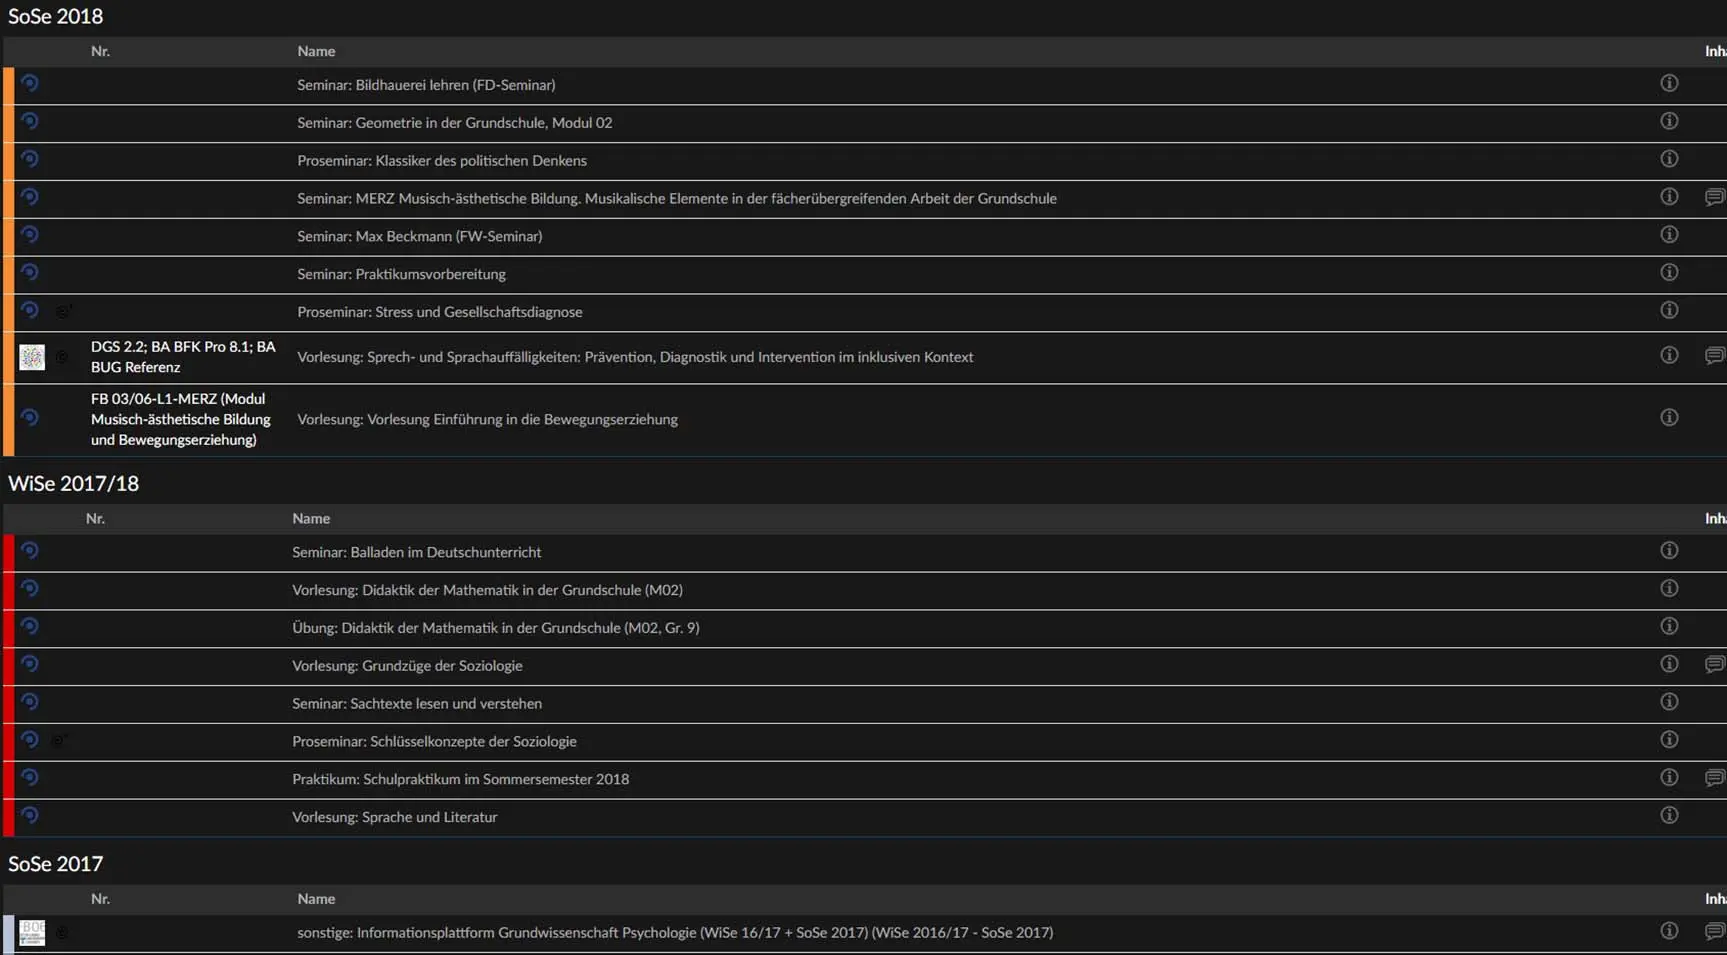 SoSe 2018
Nr. Name Inha
Seminar: Bildhauerei lehren (FD-Seminar)
Seminar: Geometrie in der Grundschule, Modul 02
Proseminar: Klassiker des politischen Denkens
Seminar: MERZ Musisch-ästhetische Bildung. Musikalische Elemente in der fächerübergreifenden Arbeit der Grundschule
Seminar: Max Beckmann (FW-Seminar)
Seminar: Praktikumsvorbereitung
Proseminar: Stress und Gesellschaftsdiagnose
DGS 2.2; BA BFK Pro 8.1; BA
BUG Referenz
Vorlesung: Sprech- und Sprachauffälligkeiten: Prävention, Diagnostik und Intervention im inklusiven Kontext
FB 03/06-L1-MERZ (Modul
Musisch-ästhetische Bildung
und Bewegungserziehung)
Vorlesung: Vorlesung Einführung in die Bewegungserziehung
WiSe 2017/18
Nr. Name Inha
Seminar: Balladen im Deutschunterricht
Vorlesung: Didaktik der Mathematik in der Grundschule (M02)
Übung: Didaktik der Mathematik in der Grundschule (M02, Gr. 9)
Vorlesung: Grundzüge der Soziologie
Seminar: Sachtexte lesen und verstehen
Proseminar: Schlüsselkonzepte der Soziologie
Praktikum: Schulpraktikum im Sommersemester 2018
Vorlesung: Sprache und Literatur
SoSe 2017
Nr. Name Inha
sonstige: Informationsplattform Grundwissenschaft Psychologie (WiSe 16/17 + SoSe 2017) (WiSe 2016/17 - SoSe 2017)